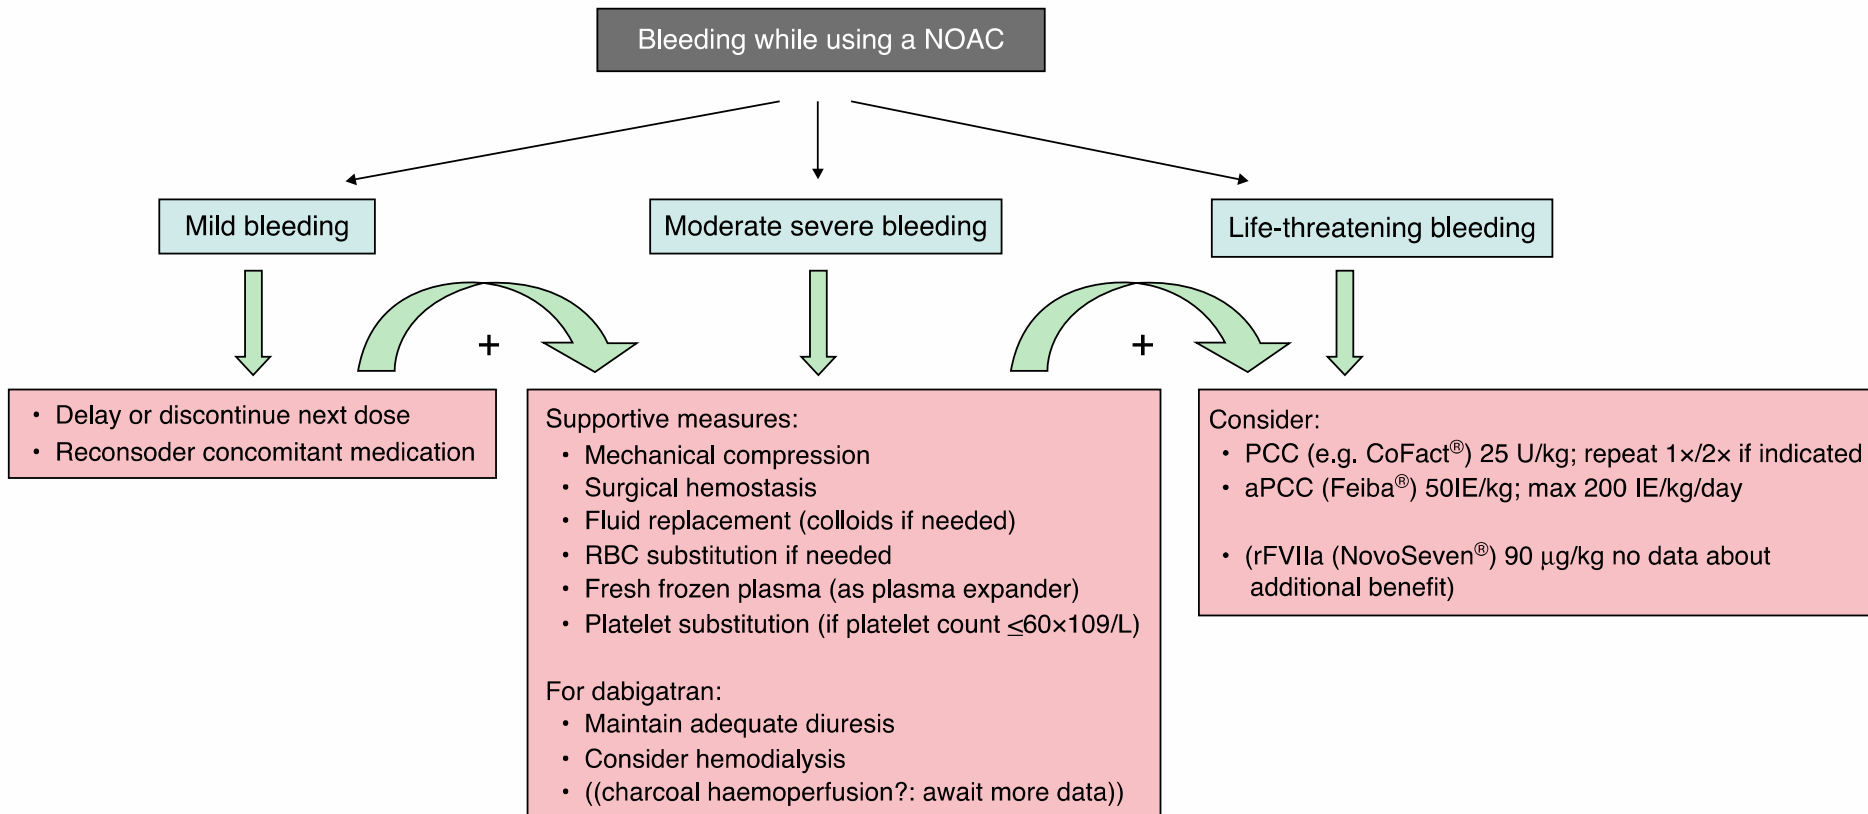 Bleeding while using a NOAC
Mild bleeding
Moderate severe bleeding
Life-threatening bleeding
+
+
• Delay or discontinue next dose
• Reconsoder concomitant medication
Supportive measures:
• Mechanical compression
• Surgical hemostasis
• Fluid replacement (colloids if needed)
• RBC substitution if needed
• Fresh frozen plasma (as plasma expander)
• Platelet substitution (if platelet count ≤60×109/L)
For dabigatran:
• Maintain adequate diuresis
• Consider hemodialysis
• ((charcoal haemoperfusion?: await more data))
Consider:
• PCC (e.g. CoFact®) 25 U/kg; repeat 1×/2× if indicated
• aPCC (Feiba®) 50IE/kg; max 200 IE/kg/day
• (rFVIIa (NovoSeven®) 90 μg/kg no data about
additional benefit)